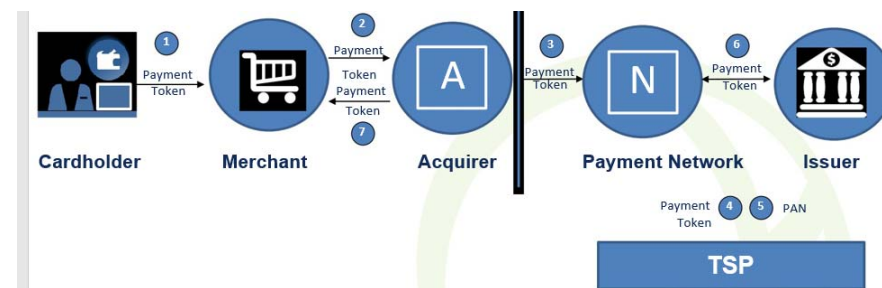 1
Payment
Token
2
Payment
Token
Payment
Token
7
A
3
Payment
Token
N
6
Payment
Token
$
Cardholder
Merchant
Acquirer
Payment Network
Issuer
Payment
Token
4
5
PAN
TSP